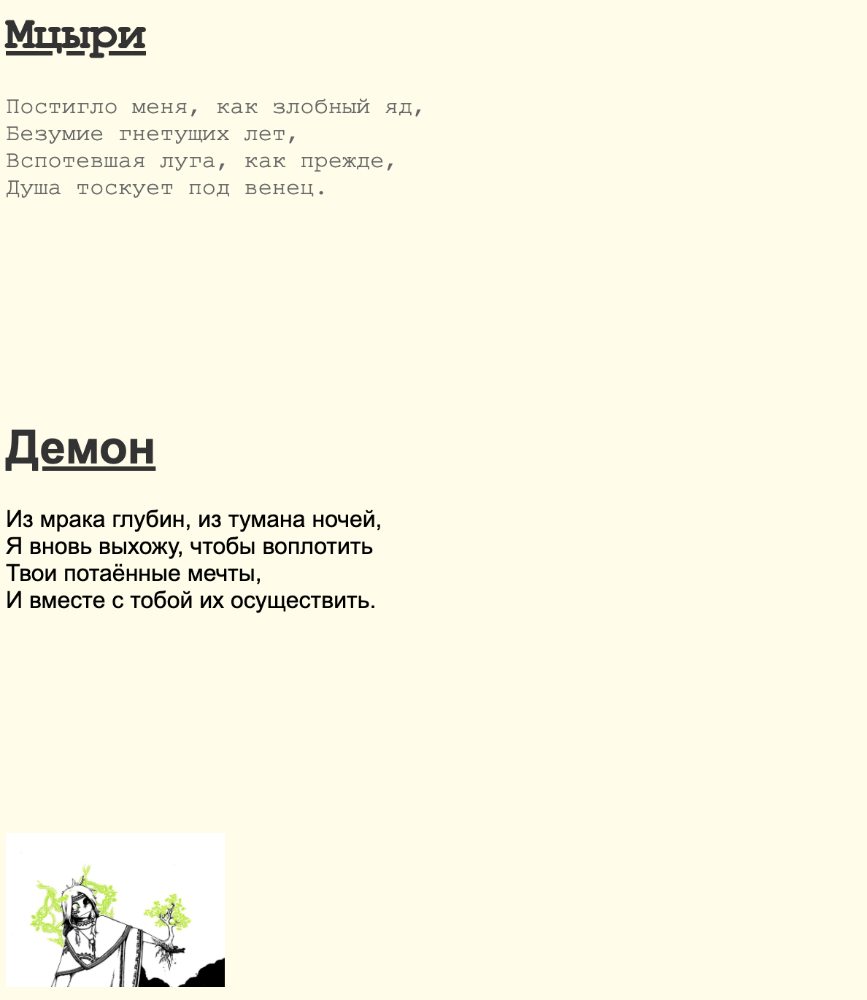 Мцыри
Постигло меня, как злобный яд,
Безумие гнетущих лет,
Вспотевшая луга, как прежде,
Душа тоскует под венец.
Демон
Из мрака глубин, из тумана ночей,
Я вновь выхожу, чтобы воплотить
Твои потаённые мечты,
И вместе с тобой их осуществить.